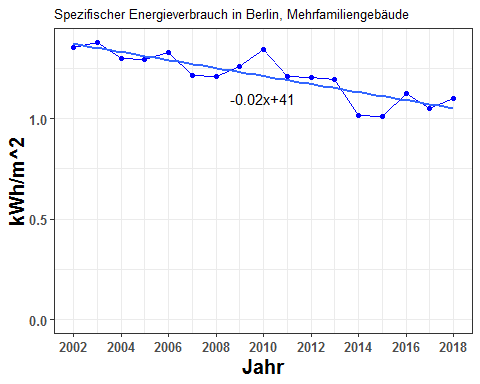 Spezifischer Energieverbrauch in Berlin, Mehrfamiliengebäude
kWh/m^2
1.0
0.5
0.0
-0.02x+41
2002 2004 2006 2008 2010 2012 2014 2016 2018
Jahr